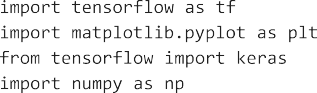 import tensorflow as tf
import matplotlib.pyplot as plt
from tensorflow import keras
import numpy as np